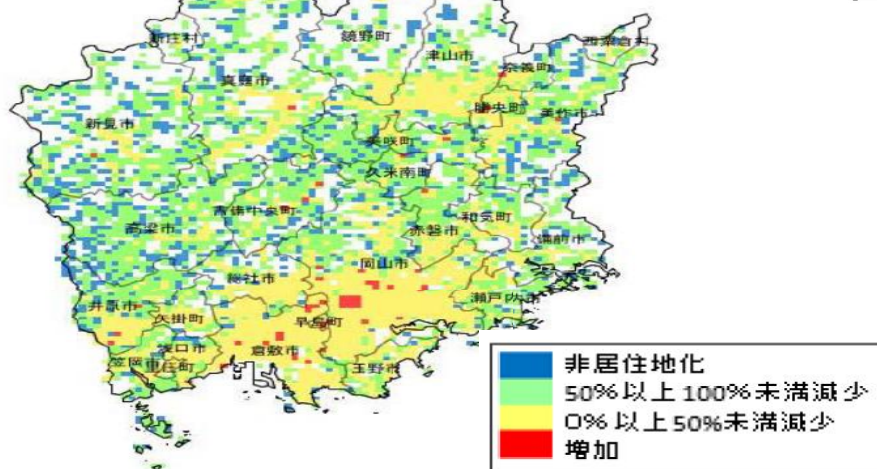 新庄村
鏡野町
津山市
西粟倉村
奈義町
真庭市
勝央町
美作市
新見市
美咲町
久米南町
吉備中央町
和気町
高梁市
赤磐市
備前市
岡山市
総社市
瀬戸内市
井原市
矢掛町
早島町
浅口市
倉敷市
笠岡市
里庄町
玉野市
非居住地化
50%以上100%未満減少
0%以上50%未満減少
増加